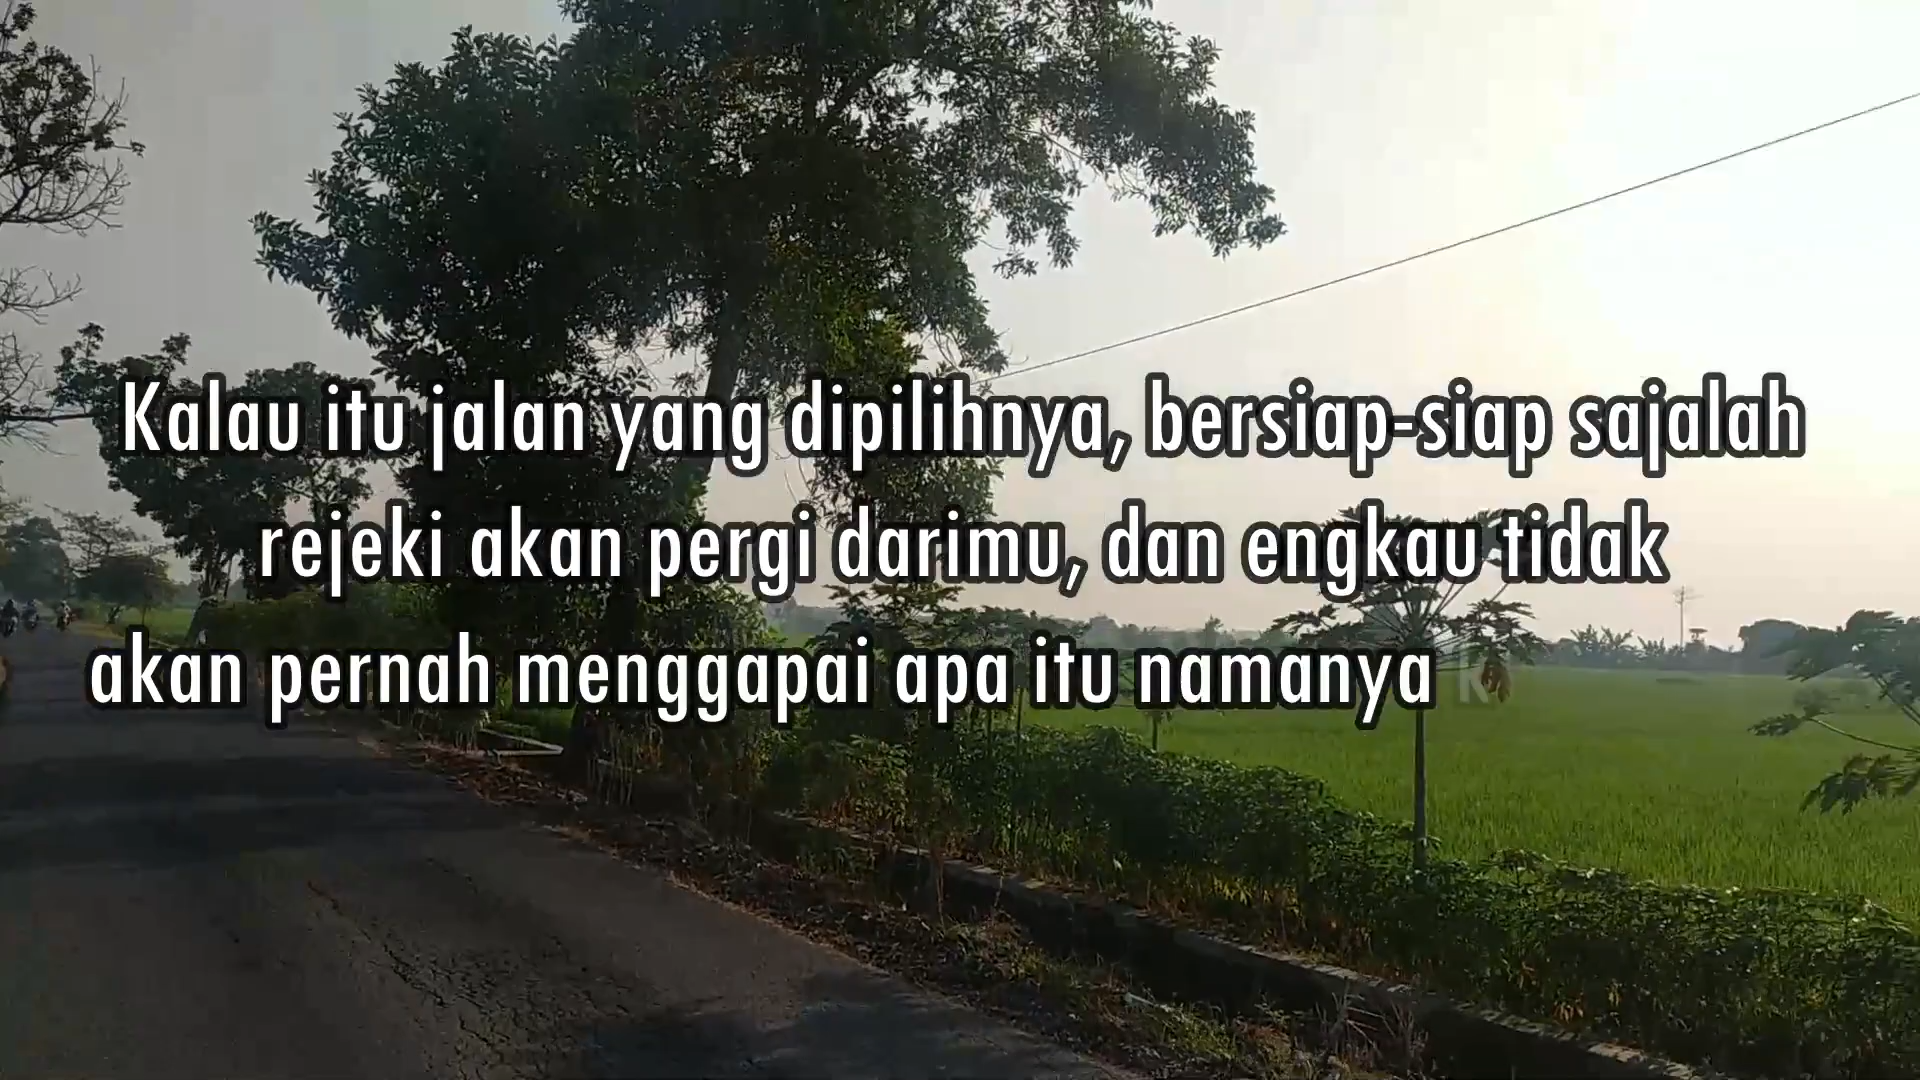 Kalau itu jalan yang dipilihnya, bersiap-siap sajalah
rejeki akan pergi darimu, dan engkau tidak
akan pernah menggapai apa itu namanya